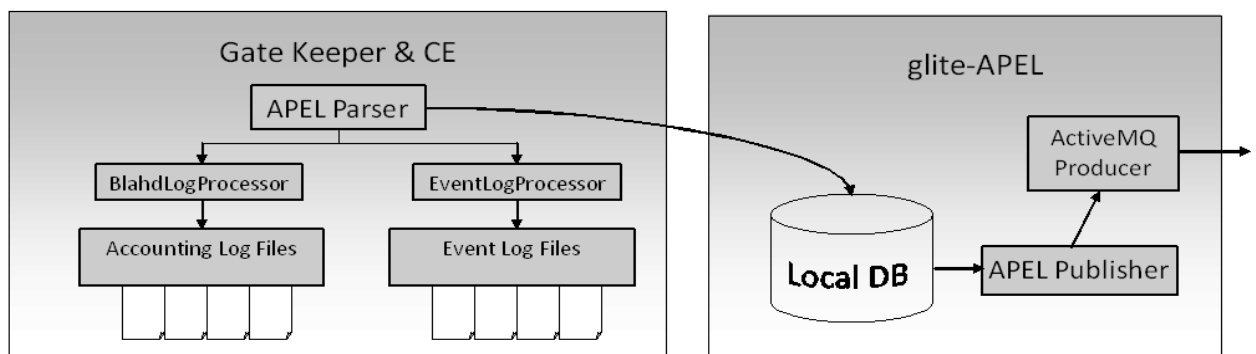 Gate Keeper & CE
APEL Parser
BlahdLogProcessor
EventLogProcessor
Accounting Log Files
Event Log Files
glite-APEL
ActiveMQ
Producer
Local DB
APEL Publisher